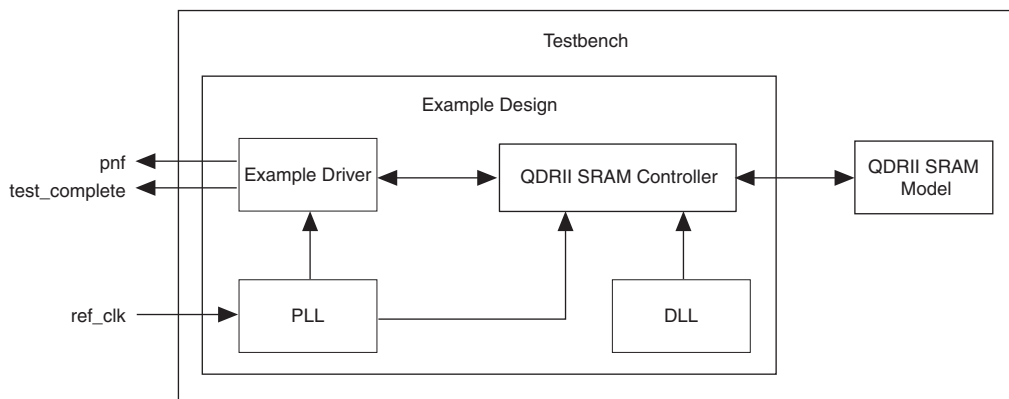 Testbench
Example Design
pnf
test_complete
Example Driver
QDRII SRAM Controller
QDRII SRAM
Model
ref_clk
PLL
DLL